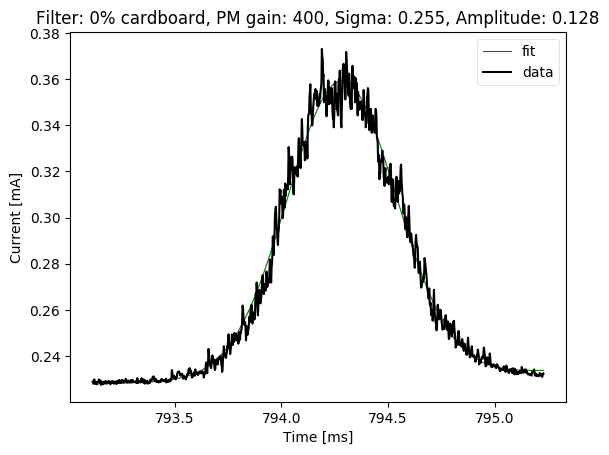 Filter: 0% cardboard, PM gain: 400, Sigma: 0.255, Amplitude: 0.128
0.38
0.36
0.34
0.32
0.30
0.28
0.26
0.24
Current [mA]
fit
data
793.5 794.0 794.5 795.0
Time [ms]